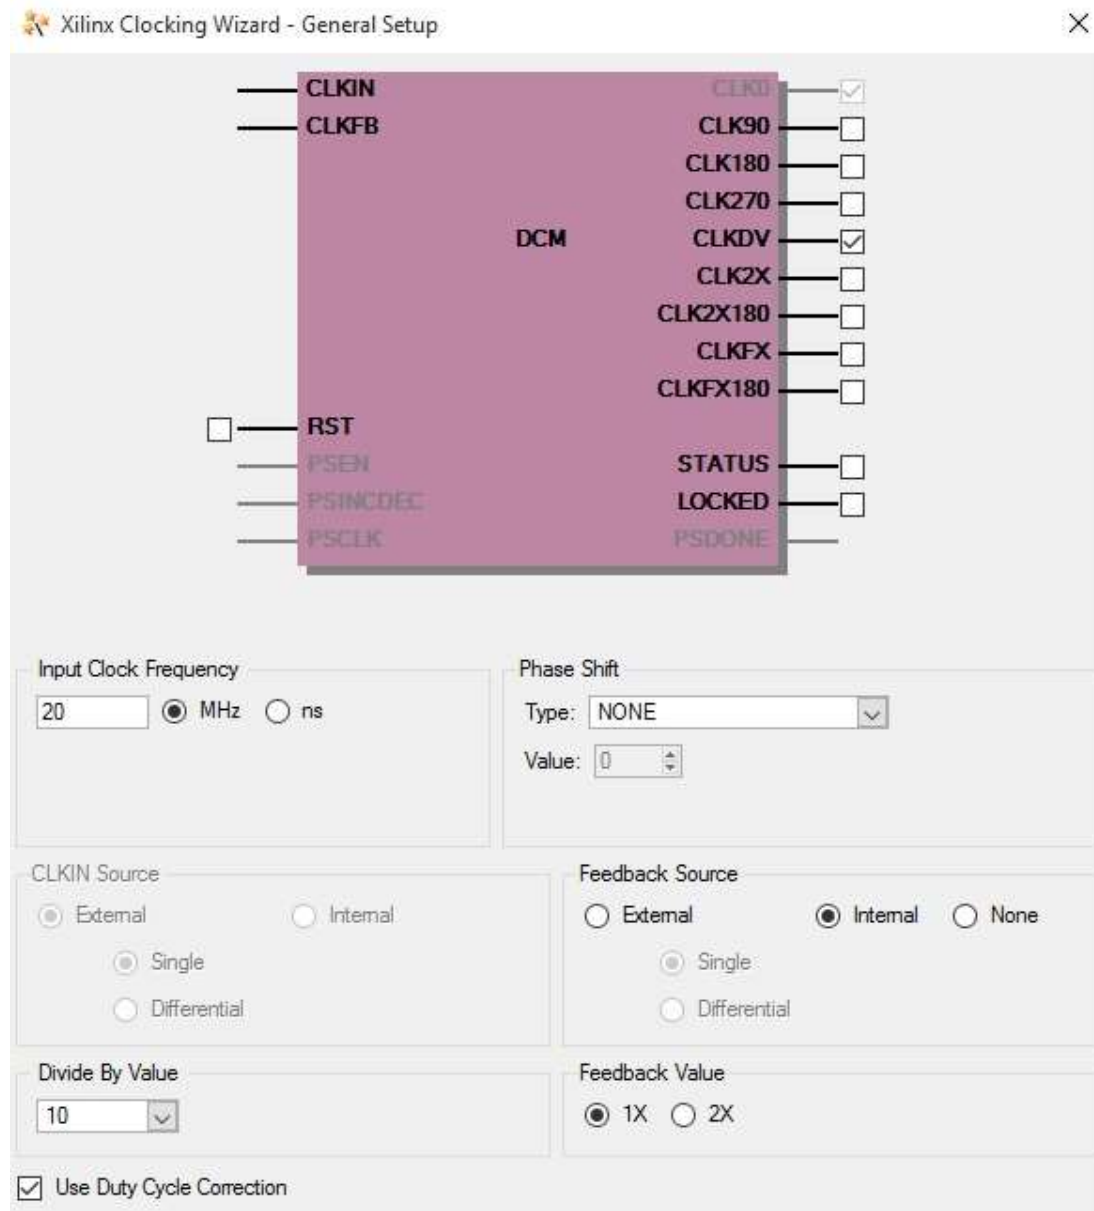 Xilinx Clocking Wizard - General Setup
CLKIN CLK0
CLKFB CLK90
CLK180
CLK270
DCM CLKDV
CLK2X
CLK2X180
CLKFX
CLKFX180
RST
PSEN STATUS
PSINCDEC LOCKED
PSCLK PSDONE
Input Clock Frequency
20 MHz ns
Phase Shift
Type: NONE
Value: 0
CLKIN Source
External Internal
Single
Differential
Feedback Source
External Internal None
Single
Differential
Divide By Value
10
Feedback Value
1X 2X
Use Duty Cycle Correction